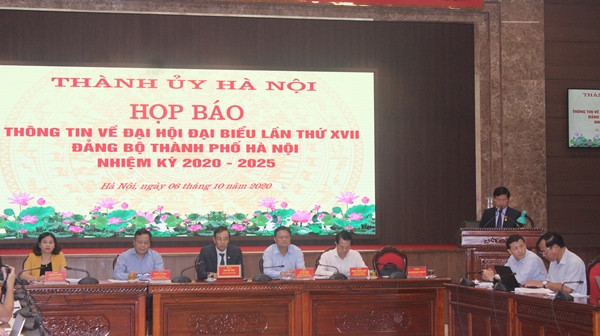 THÀNH ỦY HÀ NỘI
HỌP BÁO
THÔNG TIN VỀ ĐẠI HỘI ĐẠI BIỂU LẦN THỨ XVII
ĐẢNG BỘ THÀNH PHỐ HÀ NỘI
NHIỆM KỲ 2020 - 2025
Hà Nội, ngày 06 tháng 10 năm 2020